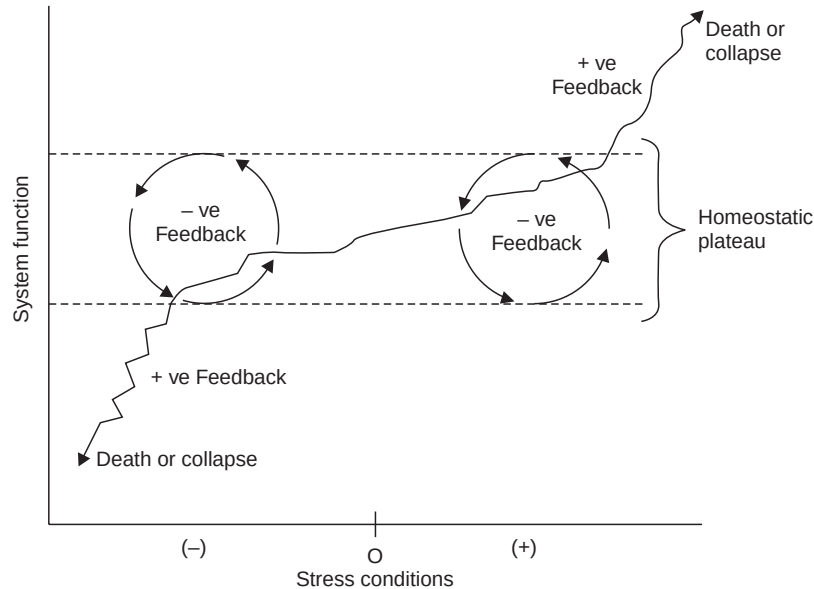 Death or
collapse
+ ve
Feedback
– ve
Feedback
– ve
Feedback
Homeostatic
plateau
System function
+ ve Feedback
Death or collapse
(–)
O
(+)
Stress conditions